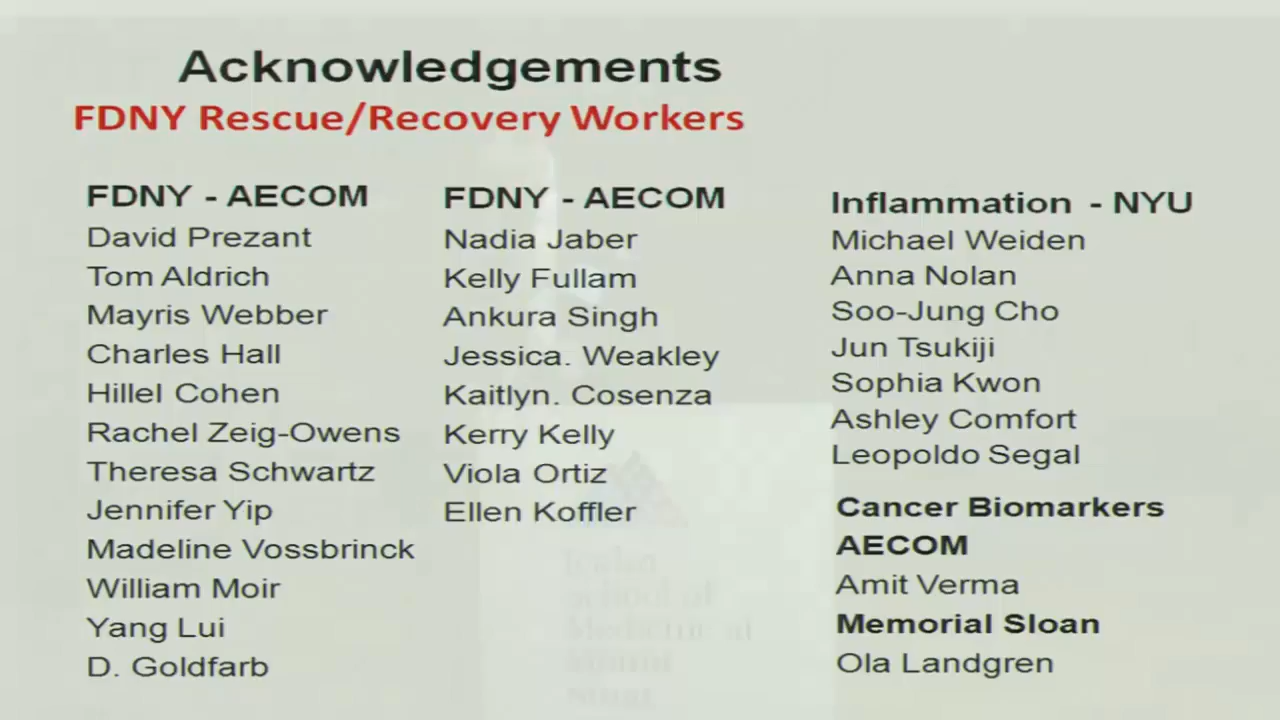 Acknowledgements
FDNY Rescue/Recovery Workers
FDNY - AECOM
David Prezant
Tom Aldrich
Mayris Webber
Charles Hall
Hillel Cohen
Rachel Zeig-Owens
Theresa Schwartz
Jennifer Yip
Madeline Vossbrinck
William Moir
Yang Lui
D. Goldfarb
FDNY - AECOM
Nadia Jaber
Kelly Fullam
Ankura Singh
Jessica. Weakley
Kaitlyn. Cosenza
Kerry Kelly
Viola Ortiz
Ellen Koffler
Inflammation - NYU
Michael Weiden
Anna Nolan
Soo-Jung Cho
Jun Tsukiji
Sophia Kwon
Ashley Comfort
Leopoldo Segal
Cancer Biomarkers
AECOM
Amit Verma
Memorial Sloan
Ola Landgren
School of